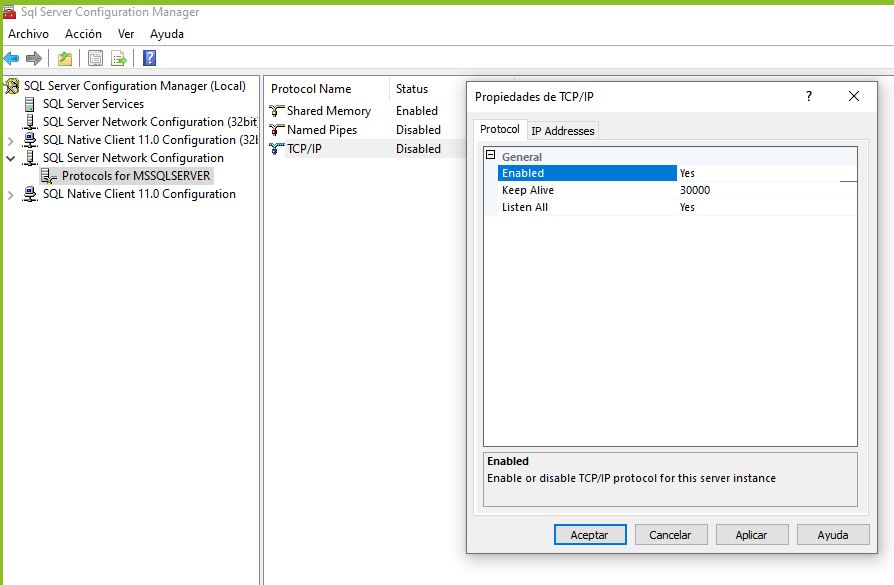 Sql Server Configuration Manager
Archivo Acción Ver Ayuda
SQL Server Configuration Manager (Local)
SQL Server Services
SQL Server Network Configuration (32bit
SQL Native Client 11.0 Configuration (32b
SQL Server Network Configuration
Protocols for MSSQLSERVER
SQL Native Client 11.0 Configuration
Protocol Name Status
Shared Memory Enabled
Named Pipes Disabled
TCP/IP Disabled
Propiedades de TCP/IP
Protocol IP Addresses
General
Enabled Yes
Keep Alive 30000
Listen All Yes
Enabled
Enable or disable TCP/IP protocol for this server instance
Aceptar Cancelar Aplicar Ayuda